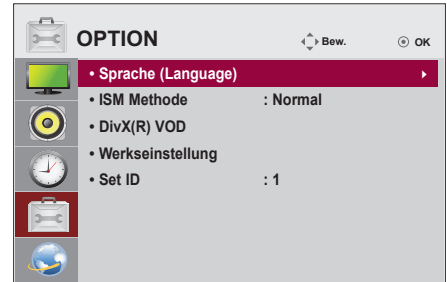 OPTION Bew. OK
• Sprache (Language)
• ISM Methode : Normal
• DivX(R) VOD
• Werkseinstellung
• Set ID : 1